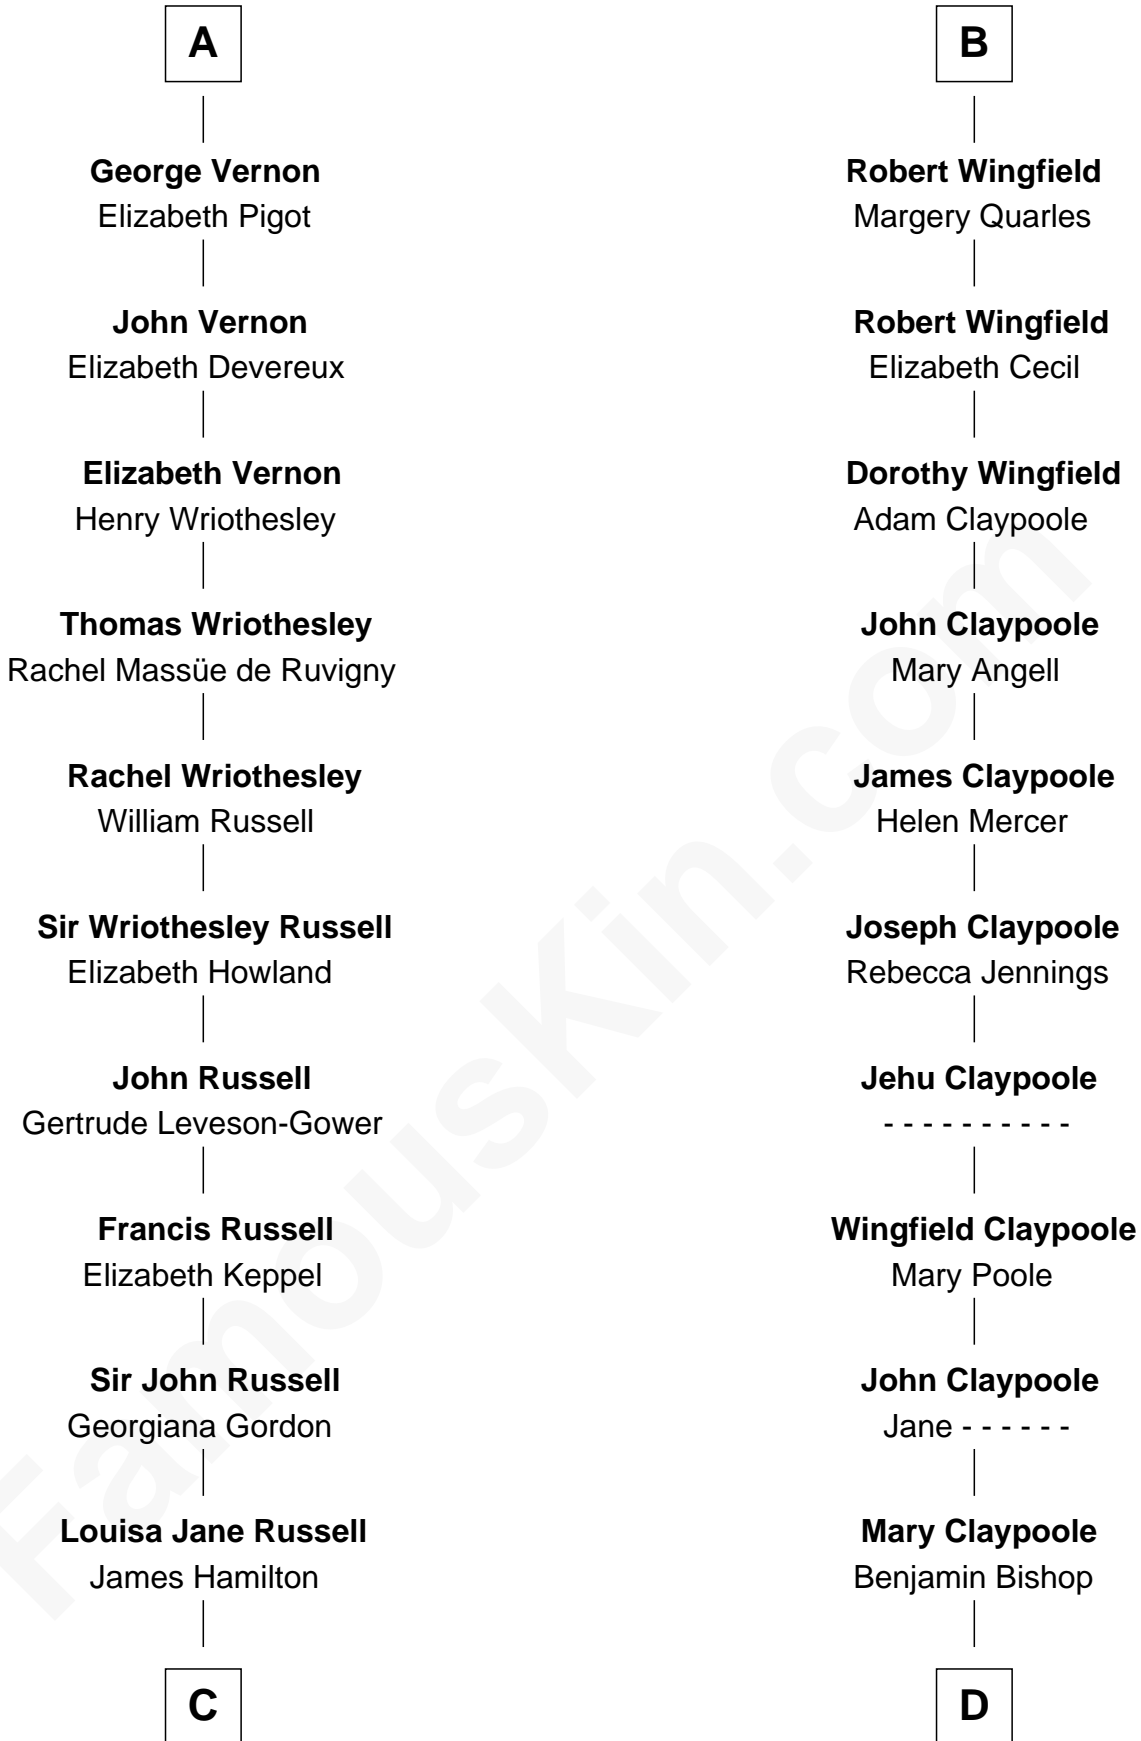 A
George Vernon
Elizabeth Pigot
John Vernon
Elizabeth Devereux
Elizabeth Vernon
Henry Wriothesley
Thomas Wriothesley
Rachel Massüe de Ruvigny
Rachel Wriothesley
William Russell
Sir Wriothesley Russell
Elizabeth Howland
John Russell
Gertrude Leveson-Gower
Francis Russell
Elizabeth Keppel
Sir John Russell
Georgiana Gordon
Louisa Jane Russell
James Hamilton
C
B
Robert Wingfield
Margery Quarles
Robert Wingfield
Elizabeth Cecil
Dorothy Wingfield
Adam Claypoole
John Claypoole
Mary Angell
James Claypoole
Helen Mercer
Joseph Claypoole
Rebecca Jennings
Jehu Claypoole
- - - - - - - - - -
Wingfield Claypoole
Mary Poole
John Claypoole
Jane - - - - - -
Mary Claypoole
Benjamin Bishop
D
FamousKin.com